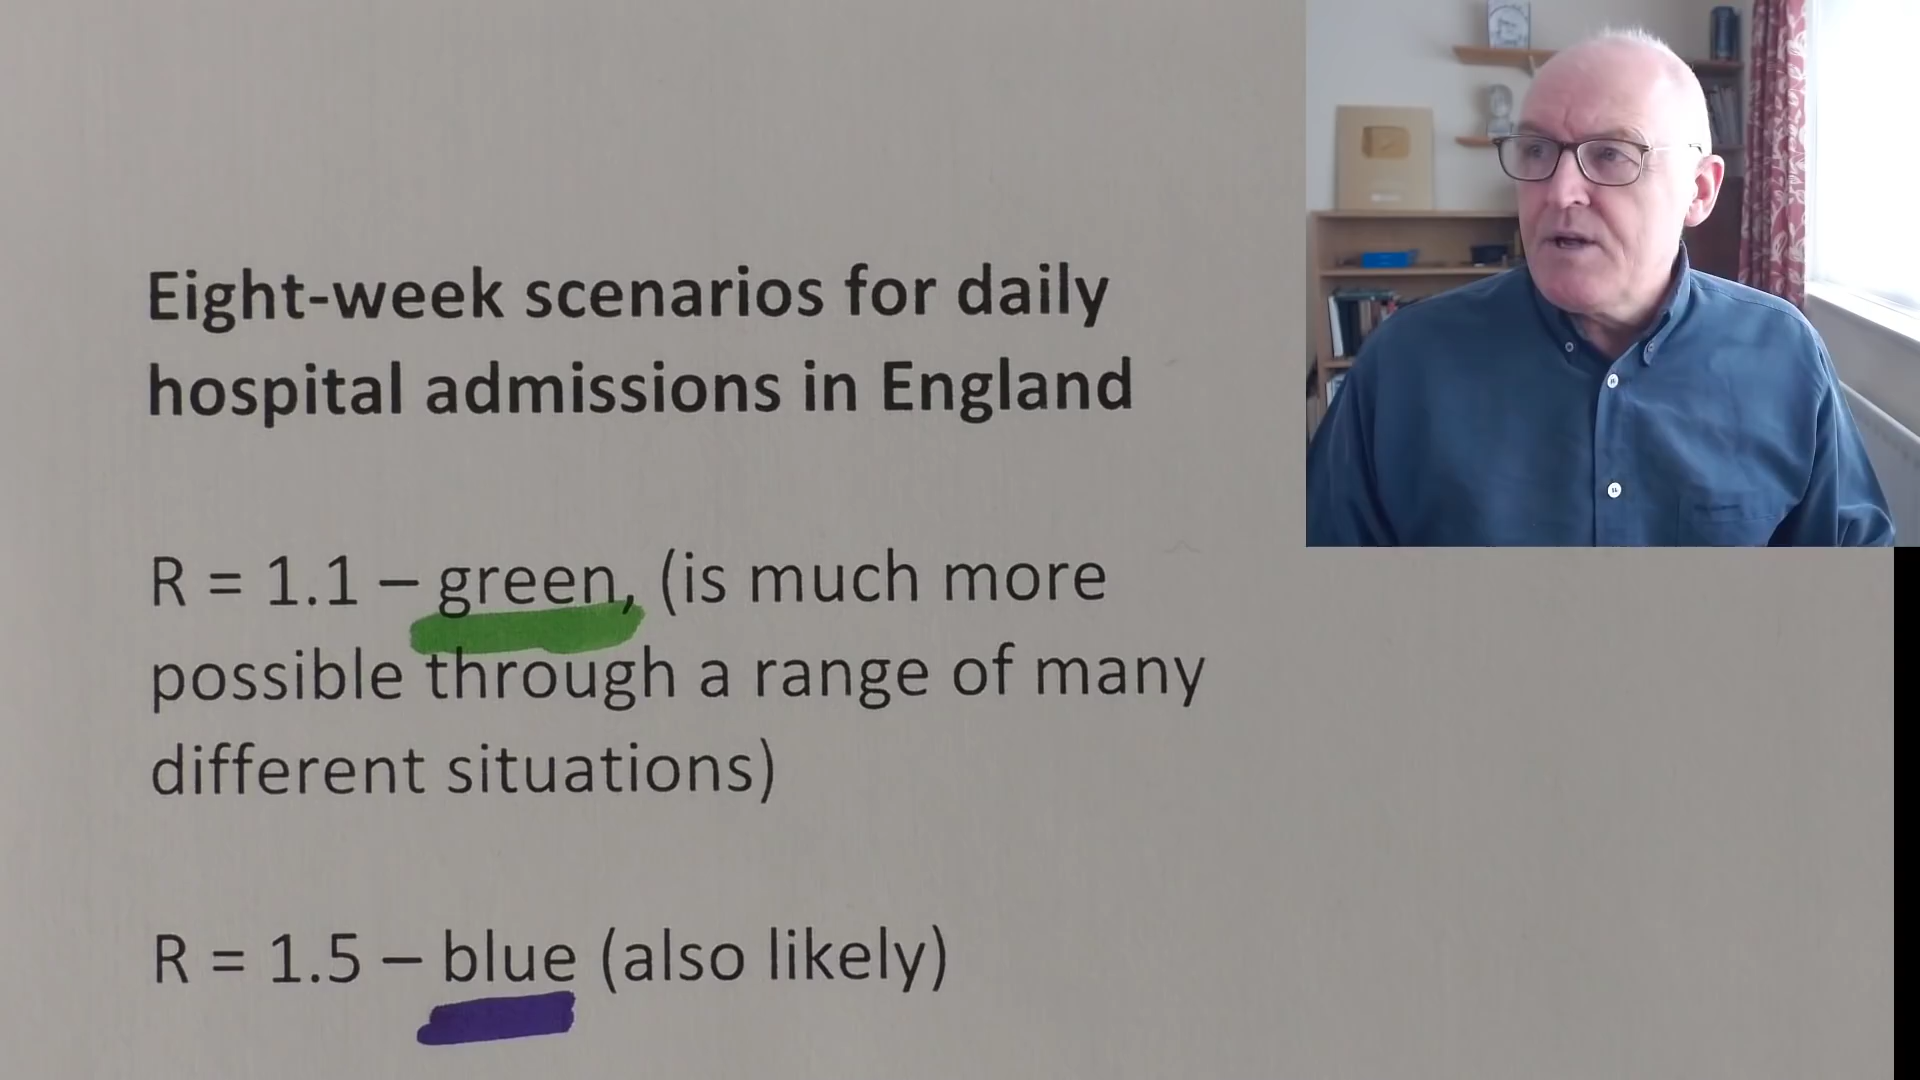 Eight-week scenarios for daily
hospital admissions in England
R = 1.1 – green, (is much more
possible through a range of many
different situations)
R = 1.5 – blue (also likely)